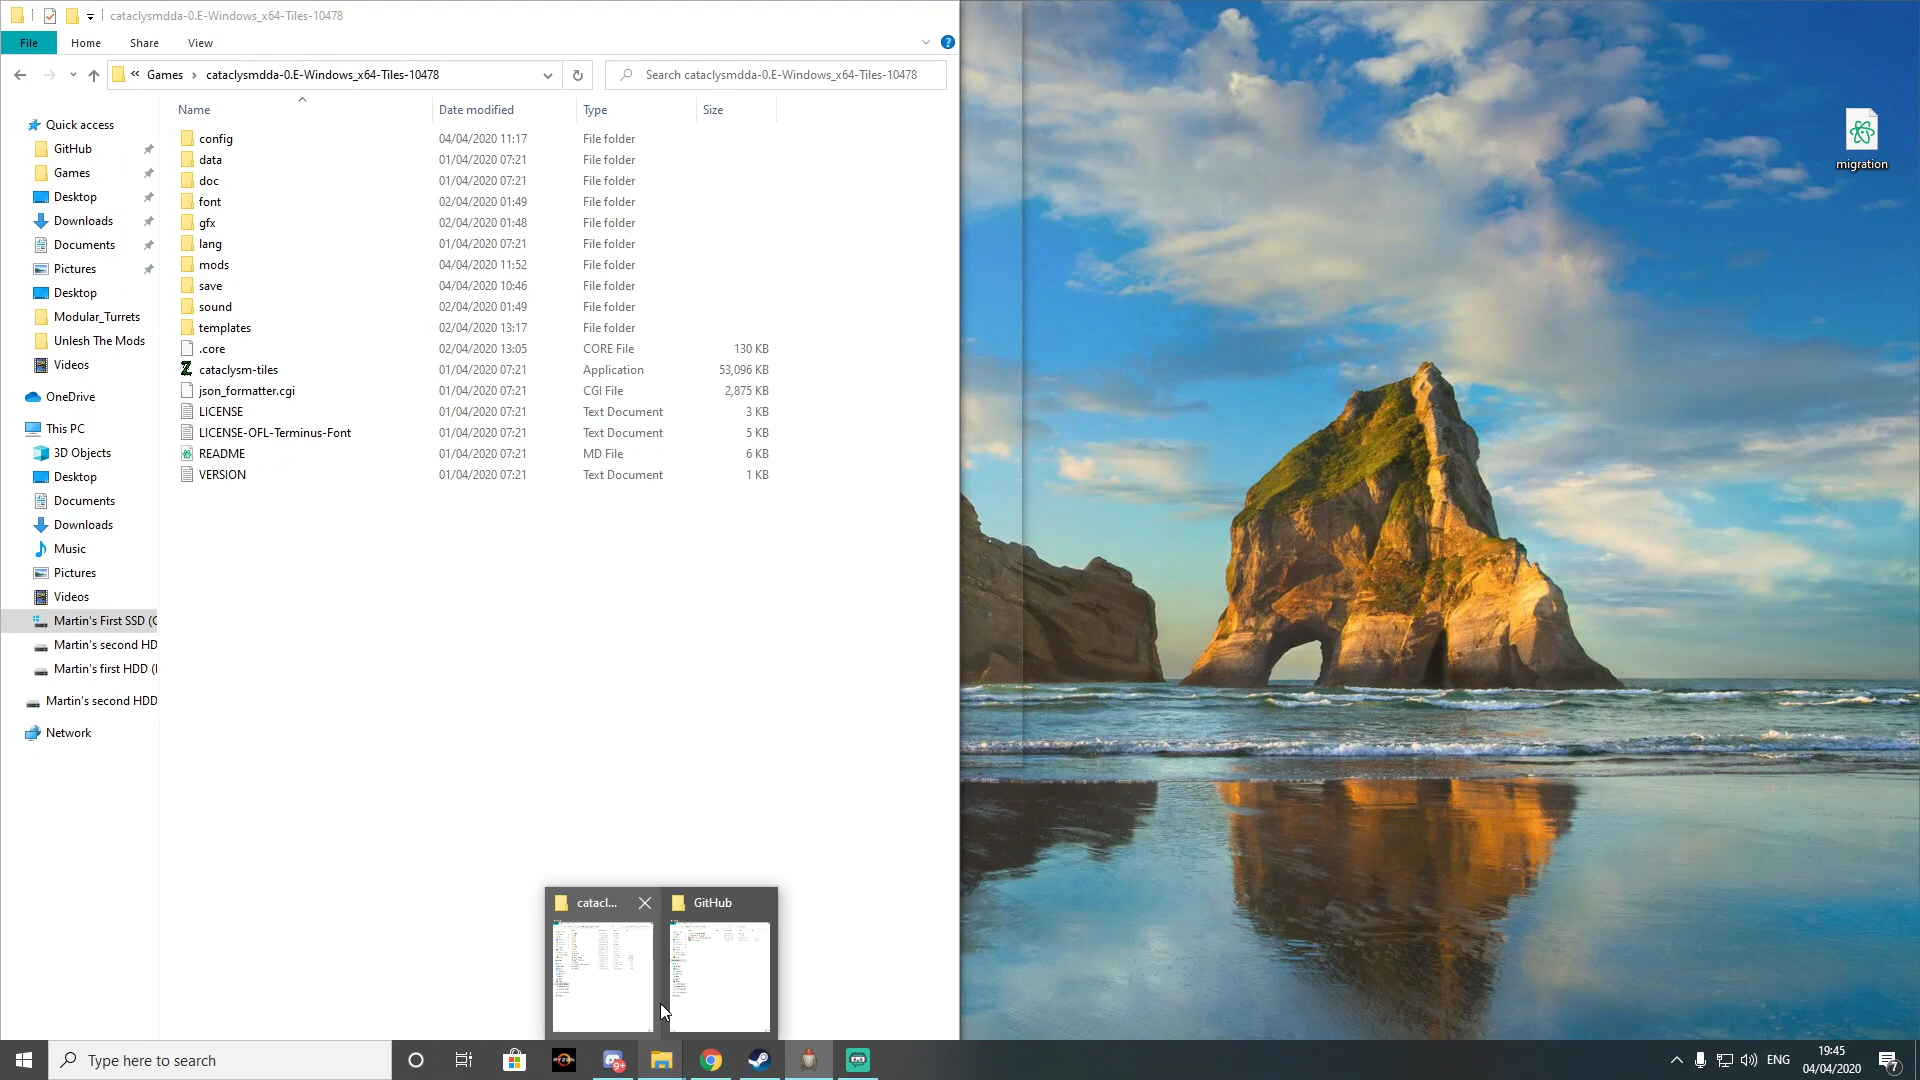 cataclysmdda-0.E-Windows_x64-Tiles-10478
File Home Share View
« Games › cataclysmdda-0.E-Windows_x64-Tiles-10478
Search cataclysmdda-0.E-Windows_x64-Tiles-10478
Name Date modified Type Size
Quick access
GitHub
Games
Desktop
Downloads
Documents
Pictures
Desktop
Modular_Turrets
Unlesh The Mods
Videos
OneDrive
This PC
3D Objects
Desktop
Documents
Downloads
Music
Pictures
Videos
Martin's First SSD (C
Martin's second HD
Martin's first HDD (
Martin's second HDD
Network
config 04/04/2020 11:17 File folder
data 01/04/2020 07:21 File folder
doc 01/04/2020 07:21 File folder
font 02/04/2020 01:49 File folder
gfx 02/04/2020 01:48 File folder
lang 01/04/2020 07:21 File folder
mods 04/04/2020 11:52 File folder
save 04/04/2020 10:46 File folder
sound 02/04/2020 01:49 File folder
templates 02/04/2020 13:17 File folder
.core 02/04/2020 13:05 CORE File 130 KB
cataclysm-tiles 01/04/2020 07:21 Application 53,096 KB
json_formatter.cgi 01/04/2020 07:21 CGI File 2,875 KB
LICENSE 01/04/2020 07:21 Text Document 3 KB
LICENSE-OFL-Terminus-Font 01/04/2020 07:21 Text Document 5 KB
README 01/04/2020 07:21 MD File 6 KB
VERSION 01/04/2020 07:21 Text Document 1 KB
migration
catacl...
GitHub
Type here to search
RYZEN
9+
ENG
19:45
04/04/2020
7